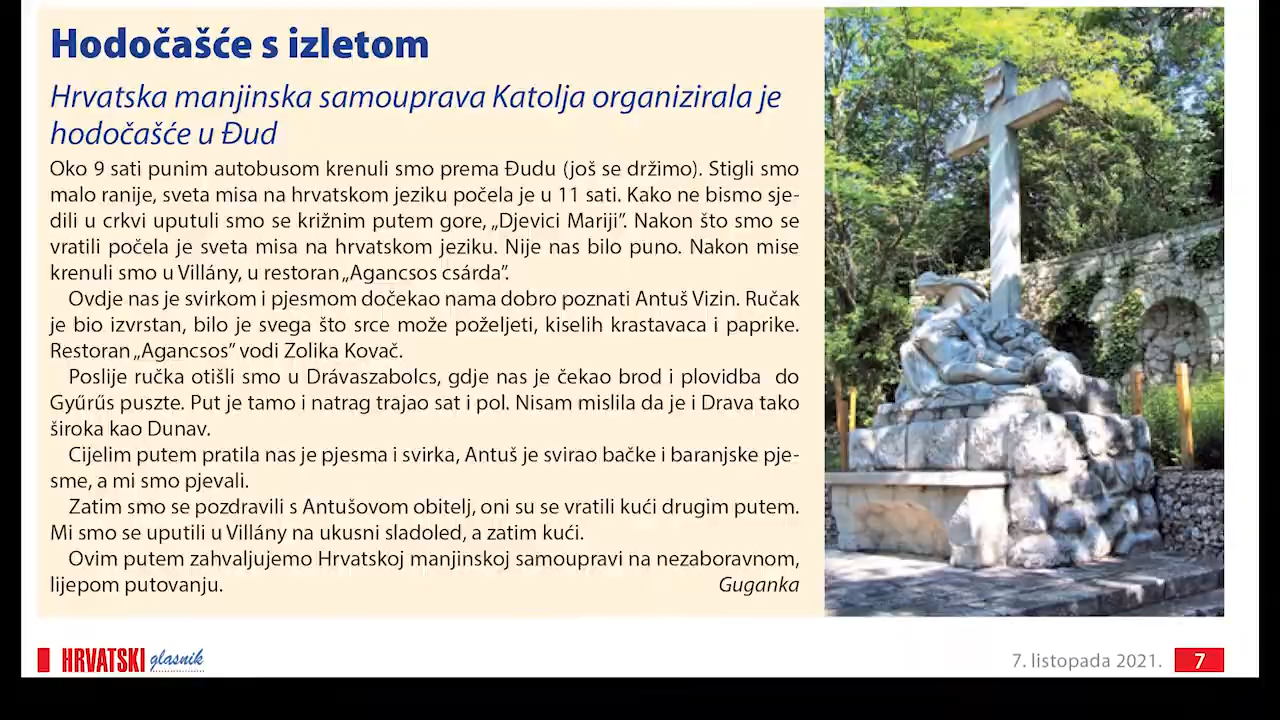 Hodočašće s izletom
Hrvatska manjinska samouprava Katolja organizirala je
hodočašće u Đud
Oko 9 sati punim autobusom krenuli smo prema Đudu (još se držimo). Stigli smo
malo ranije, sveta misa na hrvatskom jeziku počela je u 11 sati. Kako ne bismo sje-
dili u crkvi uputuli smo se križnim putem gore, „Djevici Mariji”. Nakon što smo se
vratili počela je sveta misa na hrvatskom jeziku. Nije nas bilo puno. Nakon mise
krenuli smo u Villány, u restoran „Agancsos csárda”.
Ovdje nas je svirkom i pjesmom dočekao nama dobro poznati Antuš Vizin. Ručak
je bio izvrstan, bilo je svega što srce može poželjeti, kiselih krastavaca i paprike.
Restoran „Agancsos” vodi Zolika Kovač.
Poslije ručka otišli smo u Drávaszabolcs, gdje nas je čekao brod i plovidba do
Gyűrűs puszte. Put je tamo i natrag trajao sat i pol. Nisam mislila da je i Drava tako
široka kao Dunav.
Cijelim putem pratila nas je pjesma i svirka, Antuš je svirao bačke i baranjske pje-
sme, a mi smo pjevali.
Zatim smo se pozdravili s Antušovom obitelj, oni su se vratili kući drugim putem.
Mi smo se uputili u Villány na ukusni sladoled, a zatim kući.
Ovim putem zahvaljujemo Hrvatskoj manjinskoj samoupravi na nezaboravnom,
lijepom putovanju. Guganka
HRVATSKI glasnik
7. listopada 2021. 7